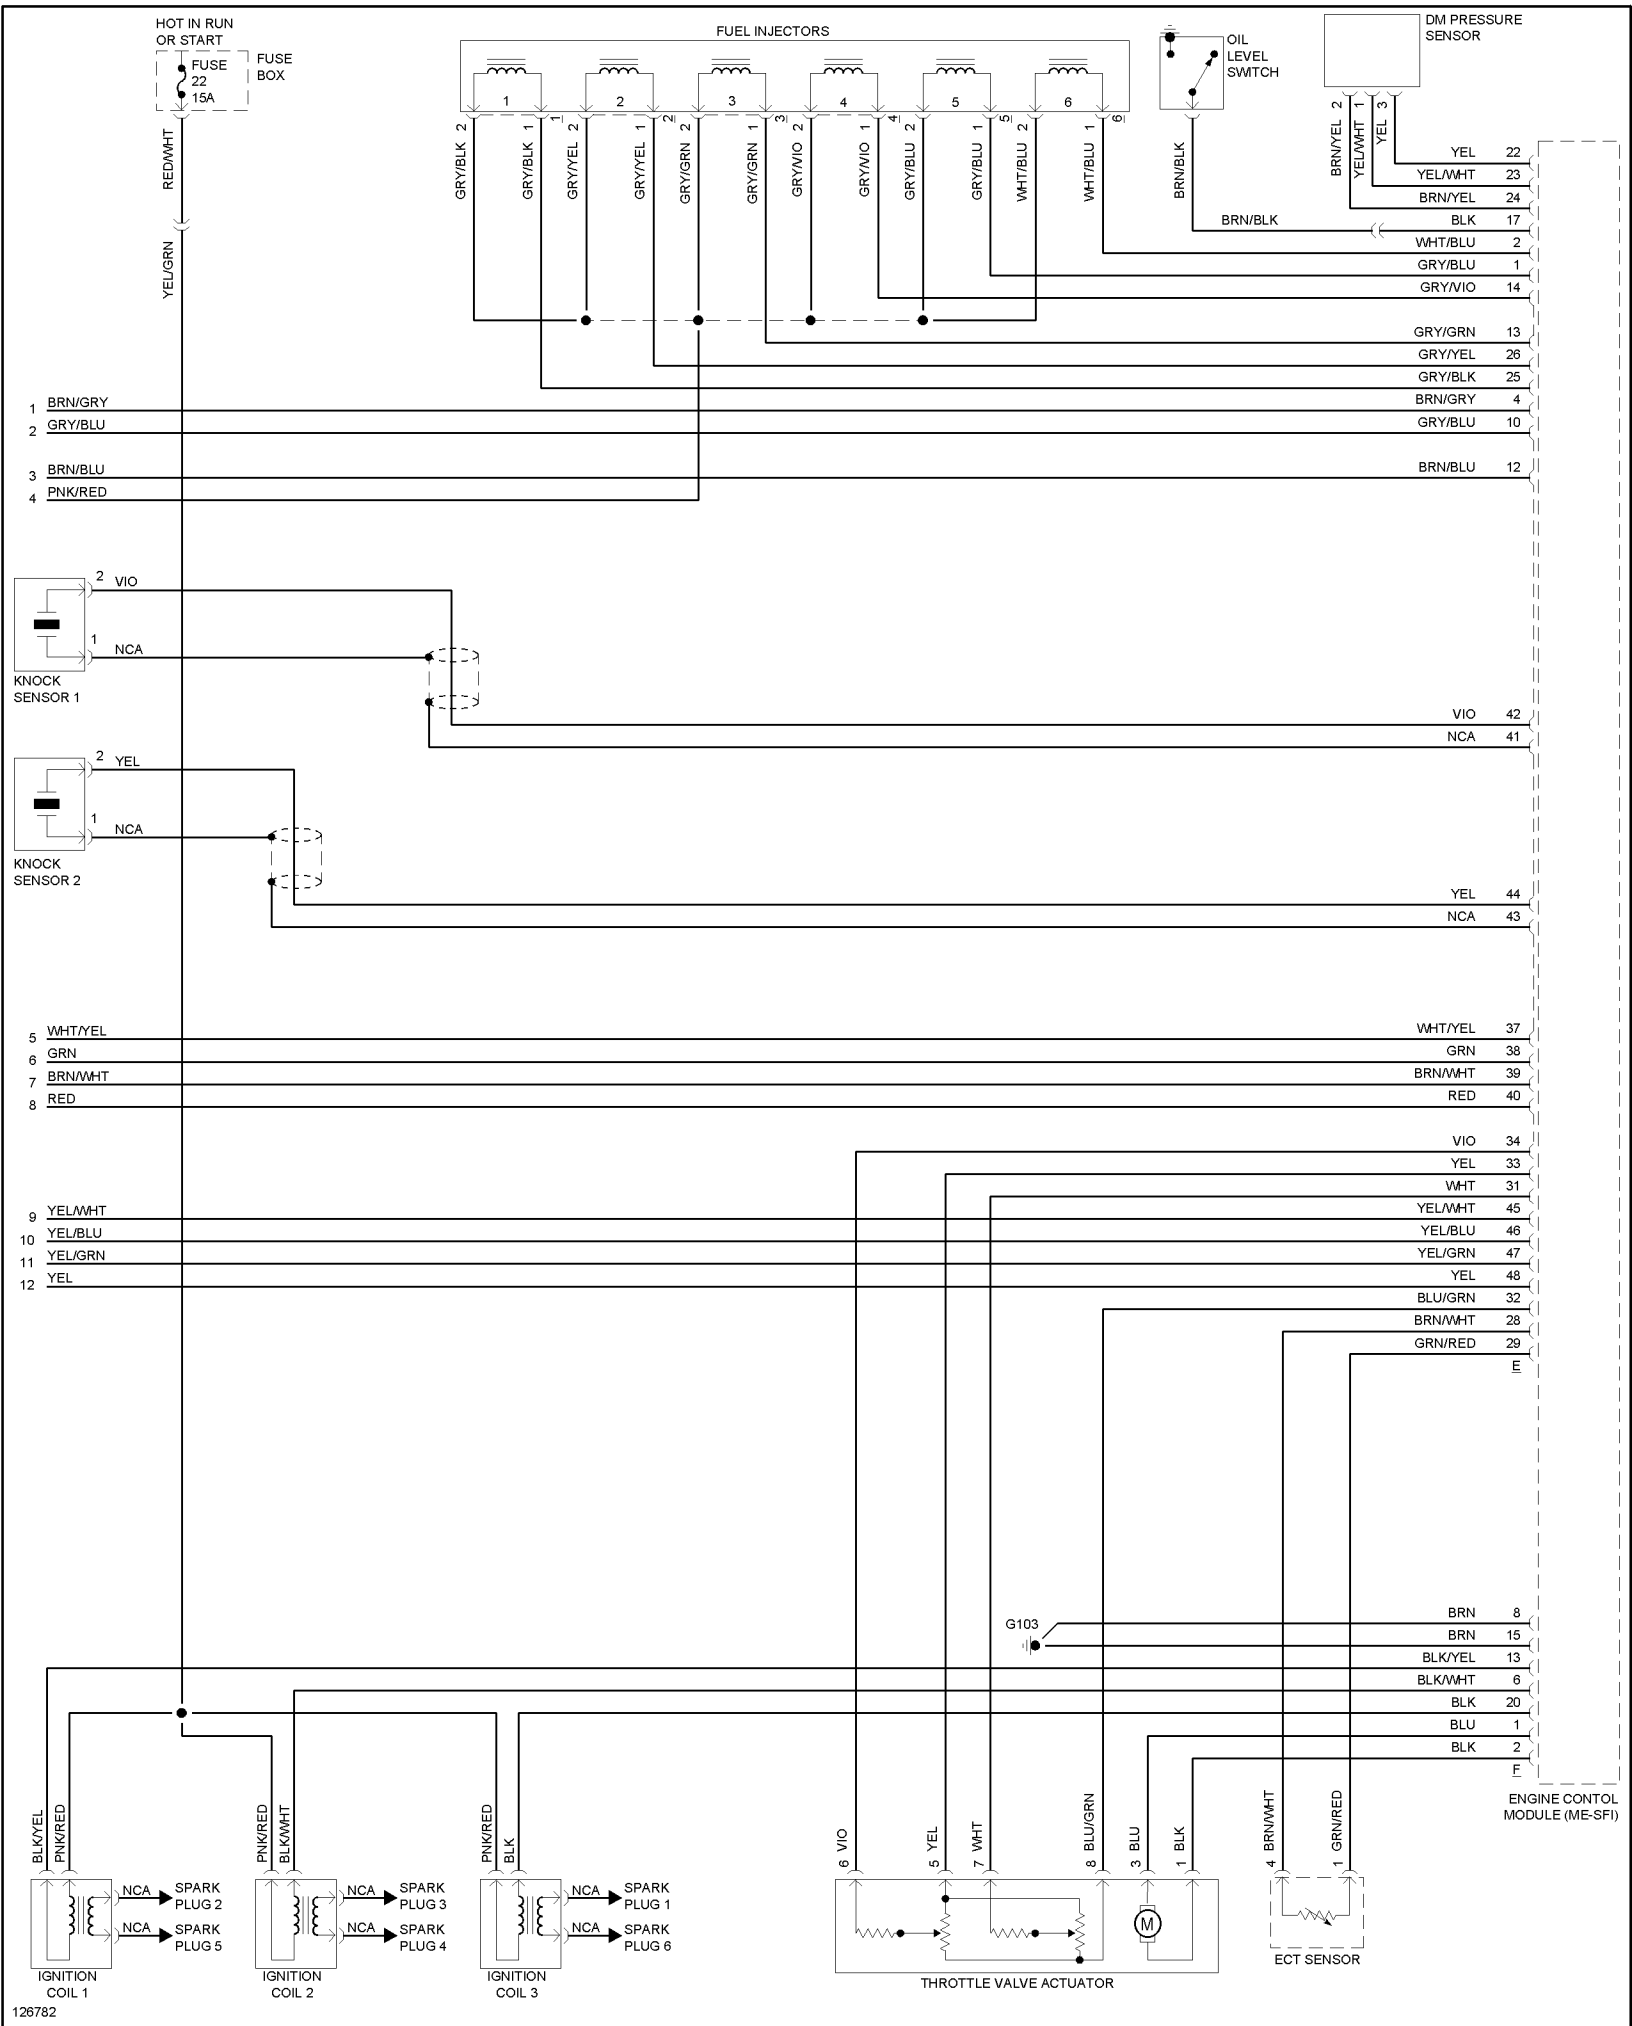 HOT IN RUN
OR START
FUSE
22
15A
FUSE
BOX
FUEL INJECTORS
1 2 3 4 5 6
OIL
LEVEL
SWITCH
DM PRESSURE
SENSOR
2 1 1 2 1 2 2 1 3 2 1 4 2 1 5 2 1 6
2 1 3
RED/WHT
GRY/BLK
GRY/BLK
GRY/YEL
GRY/YEL
GRY/GRN
GRY/GRN
GRY/VIO
GRY/VIO
GRY/BLU
GRY/BLU
WHT/BLU
WHT/BLU
BRN/BLK
BRN/YEL
YEL/WHT
YEL
YEL/GRN
YEL 22
YEL/WHT 23
BRN/YEL 24
BRN/BLK BLK 17
WHT/BLU 2
GRY/BLU 1
GRY/VIO 14
GRY/GRN 13
GRY/YEL 26
GRY/BLK 25
1 BRN/GRY BRN/GRY 4
2 GRY/BLU GRY/BLU 10
3 BRN/BLU BRN/BLU 12
4 PNK/RED
2 VIO
1 NCA
KNOCK
SENSOR 1
VIO 42
NCA 41
2 YEL
1 NCA
KNOCK
SENSOR 2
YEL 44
NCA 43
5 WHT/YEL WHT/YEL 37
6 GRN GRN 38
7 BRN/WHT BRN/WHT 39
8 RED RED 40
VIO 34
YEL 33
WHT 31
9 YEL/WHT YEL/WHT 45
10 YEL/BLU YEL/BLU 46
11 YEL/GRN YEL/GRN 47
12 YEL YEL 48
BLU/GRN 32
BRN/WHT 28
GRN/RED 29
E
G103
BRN 8
BRN 15
BLK/YEL 13
BLK/WHT 6
BLK 20
BLU 1
BLK 2
F
ENGINE CONTOL
MODULE (ME-SFI)
BLK/YEL
PNK/RED
PNK/RED
BLK/WHT
PNK/RED
BLK
6 VIO
5 YEL
7 WHT
8 BLU/GRN
3 BLU
1 BLK
4 BRN/WHT
1 GRN/RED
NCA SPARK
PLUG 2
NCA SPARK
PLUG 5
IGNITION
COIL 1
NCA SPARK
PLUG 3
NCA SPARK
PLUG 4
IGNITION
COIL 2
NCA SPARK
PLUG 1
NCA SPARK
PLUG 6
IGNITION
COIL 3
M
THROTTLE VALVE ACTUATOR
ECT SENSOR
126782